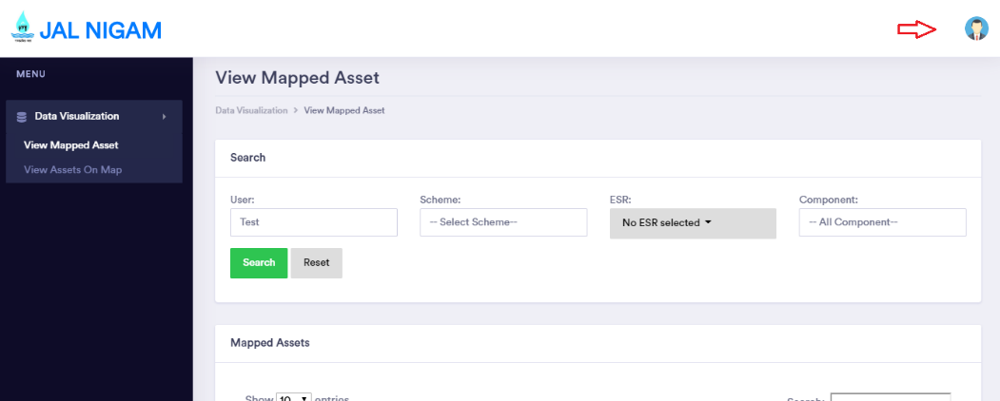 JAL NIGAM
MENU
View Mapped Asset
Data Visualization > View Mapped Asset
Data Visualization
View Mapped Asset
View Assets On Map
Search
User: Scheme: ESR: Component:
Test -- Select Scheme-- No ESR selected -- All Component--
Search Reset
Mapped Assets
Show 10 entries Search: